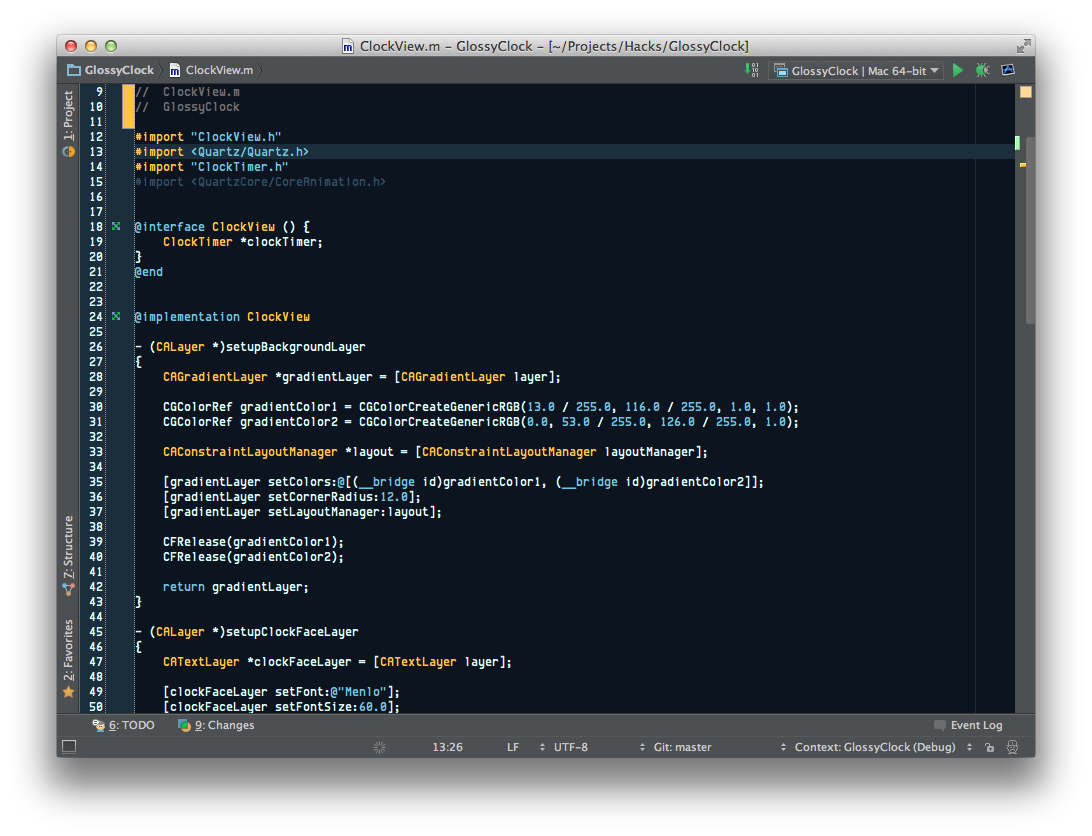 ClockView.m – GlossyClock – [~/Projects/Hacks/GlossyClock]
GlossyClock ClockView.m GlossyClock | Mac 64-bit
1: Project
Z: Structure
2: Favorites
9 // ClockView.m
10 // GlossyClock
11
12 #import "ClockView.h"
13 #import <Quartz/Quartz.h>
14 #import "ClockTimer.h"
15 #import <QuartzCore/CoreAnimation.h>
16
17
18 @interface ClockView () {
19 ClockTimer *clockTimer;
20 }
21 @end
22
23
24 @implementation ClockView
25
26 - (CALayer *)setupBackgroundLayer
27 {
28 CAGradientLayer *gradientLayer = [CAGradientLayer layer];
29
30 CGColorRef gradientColor1 = CGColorCreateGenericRGB(13.0 / 255.0, 116.0 / 255.0, 1.0, 1.0);
31 CGColorRef gradientColor2 = CGColorCreateGenericRGB(0.0, 53.0 / 255.0, 126.0 / 255.0, 1.0);
32
33 CAConstraintLayoutManager *layout = [CAConstraintLayoutManager layoutManager];
34
35 [gradientLayer setColors:@[(__bridge id)gradientColor1, (__bridge id)gradientColor2]];
36 [gradientLayer setCornerRadius:12.0];
37 [gradientLayer setLayoutManager:layout];
38
39 CFRelease(gradientColor1);
40 CFRelease(gradientColor2);
41
42 return gradientLayer;
43 }
44
45 - (CALayer *)setupClockFaceLayer
46 {
47 CATextLayer *clockFaceLayer = [CATextLayer layer];
48
49 [clockFaceLayer setFont:@"Menlo"];
50 [clockFaceLayer setFontSize:60.0];
6: TODO 9: Changes Event Log
13:26 LF UTF-8 Git: master Context: GlossyClock (Debug)